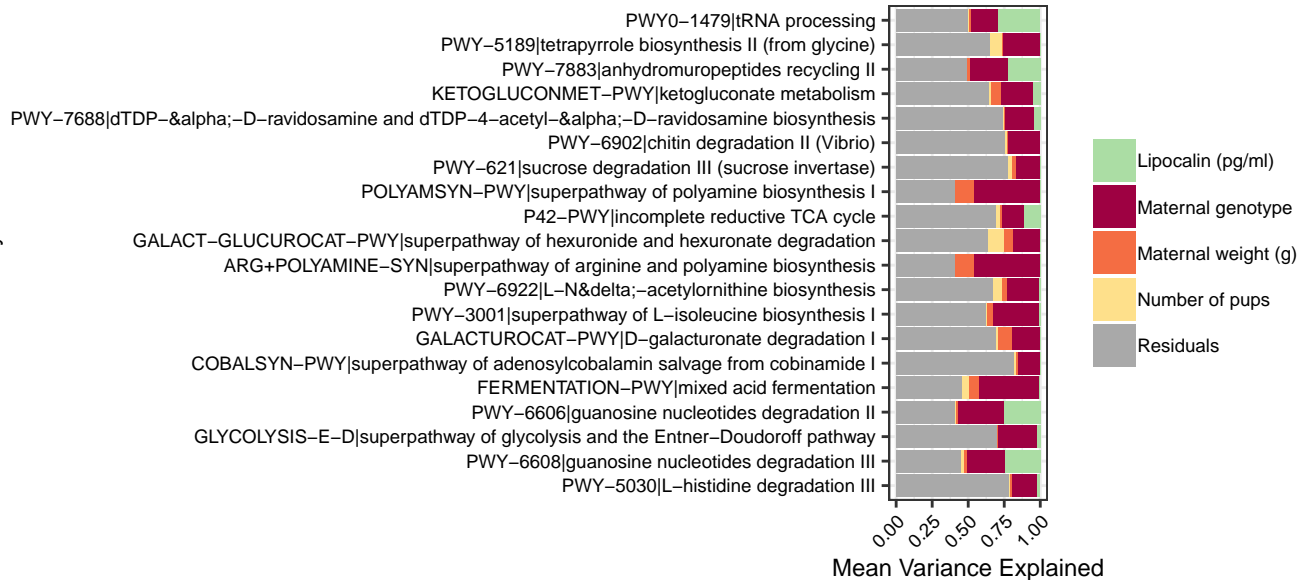 PWY0−1479|tRNA processing
PWY−5189|tetrapyrrole biosynthesis II (from glycine)
PWY−7883|anhydromuropeptides recycling II
KETOGLUCONMET−PWY|ketogluconate metabolism
PWY−7688|dTDP−&alpha;−D−ravidosamine and dTDP−4−acetyl−&alpha;−D−ravidosamine biosynthesis
PWY−6902|chitin degradation II (Vibrio)
PWY−621|sucrose degradation III (sucrose invertase)
POLYAMSYN−PWY|superpathway of polyamine biosynthesis I
P42−PWY|incomplete reductive TCA cycle
GALACT−GLUCUROCAT−PWY|superpathway of hexuronide and hexuronate degradation
ARG+POLYAMINE−SYN|superpathway of arginine and polyamine biosynthesis
PWY−6922|L−N&delta;−acetylornithine biosynthesis
PWY−3001|superpathway of L−isoleucine biosynthesis I
GALACTUROCAT−PWY|D−galacturonate degradation I
COBALSYN−PWY|superpathway of adenosylcobalamin salvage from cobinamide I
FERMENTATION−PWY|mixed acid fermentation
PWY−6606|guanosine nucleotides degradation II
GLYCOLYSIS−E−D|superpathway of glycolysis and the Entner−Doudoroff pathway
PWY−6608|guanosine nucleotides degradation III
PWY−5030|L−histidine degradation III
0.00
0.25
0.50
0.75
1.00
Mean Variance Explained
Lipocalin (pg/ml)
Maternal genotype
Maternal weight (g)
Number of pups
Residuals